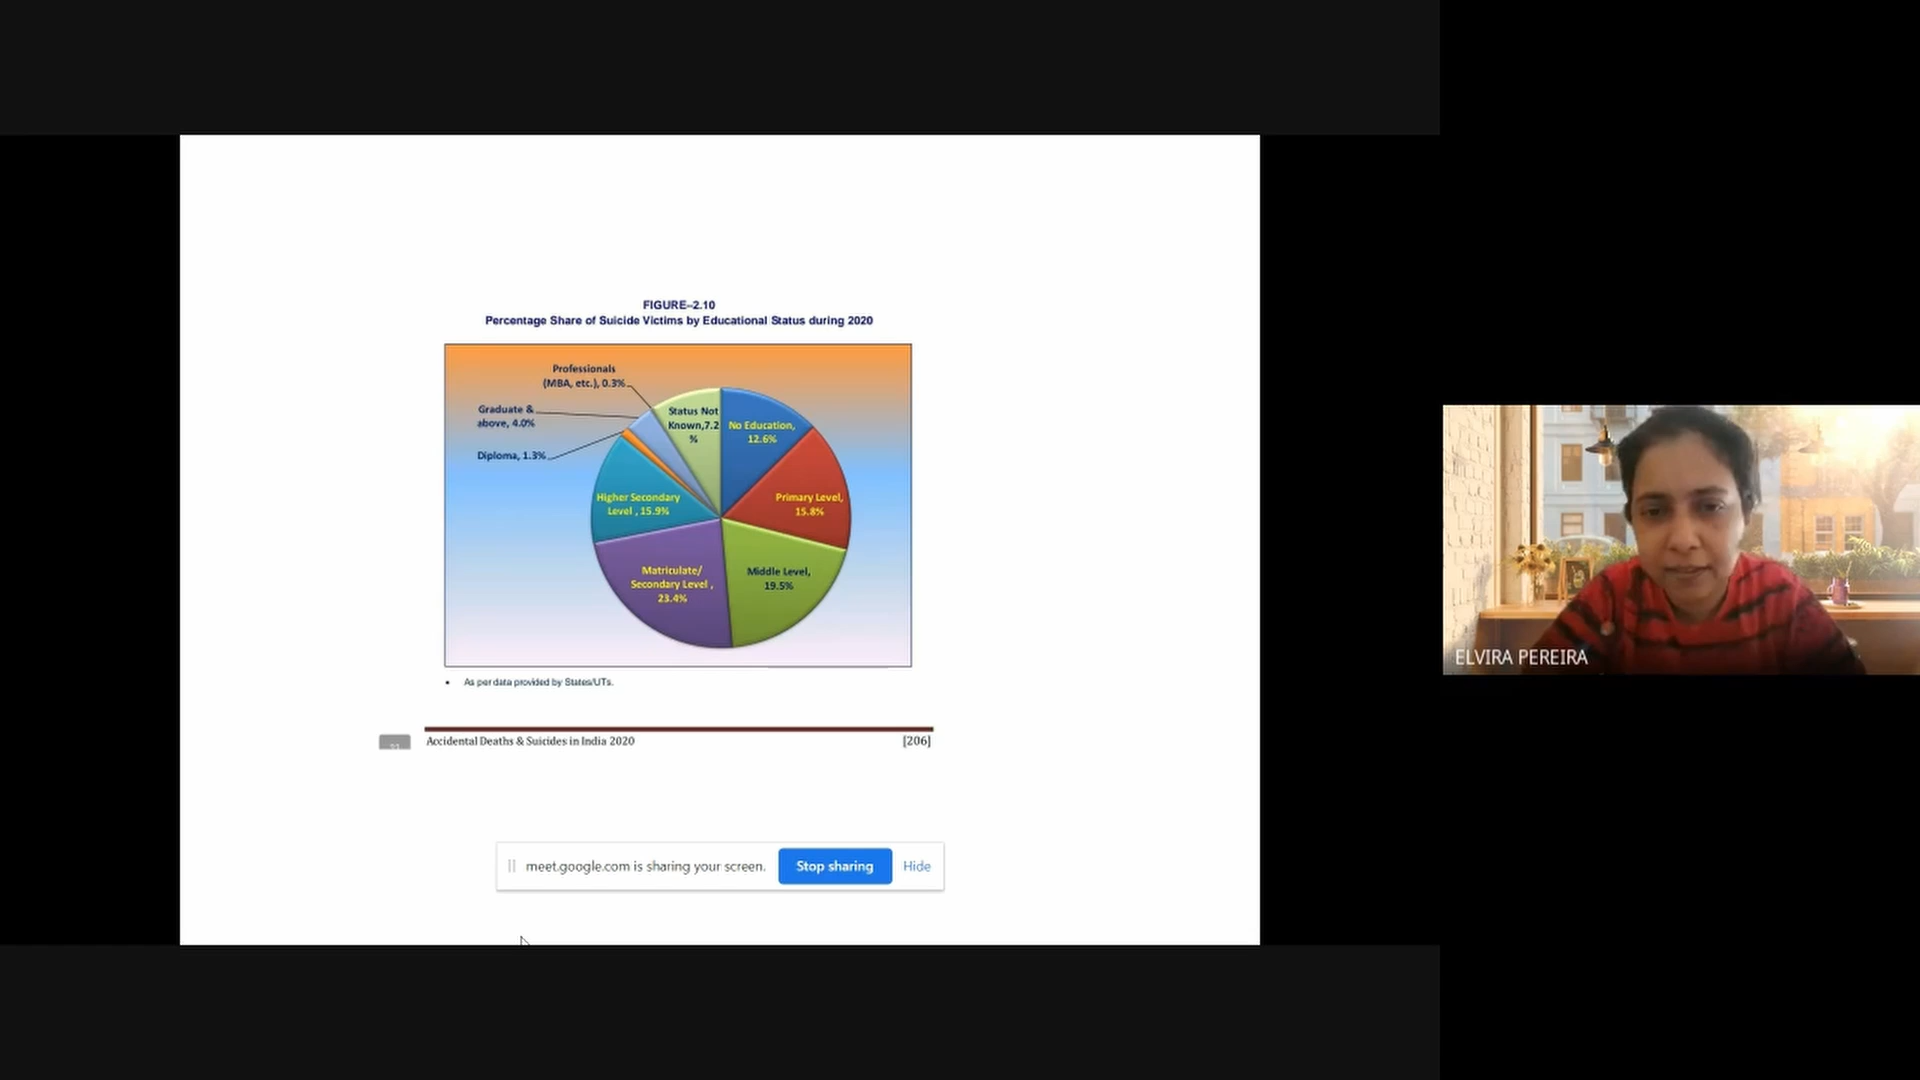 FIGURE–2.10
Percentage Share of Suicide Victims by Educational Status during 2020
Professionals
(MBA, etc.), 0.3%
Graduate &
above, 4.0%
Diploma, 1.3%
Status Not
Known,7.2
%
No Education,
12.6%
Higher Secondary
Level , 15.9%
Primary Level,
15.8%
Matriculate/
Secondary Level ,
23.4%
Middle Level,
19.5%
• As per data provided by States/UTs.
Accidental Deaths & Suicides in India 2020 [206]
meet.google.com is sharing your screen. Stop sharing Hide
ELVIRA PEREIRA